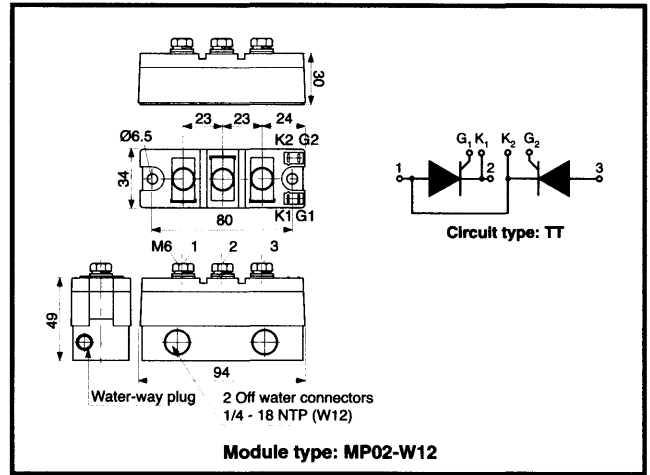 30
23 23 24
K2 G2
Ø6.5
34
K1 G1
80
G1 K1 K2 G2
1 2 3
Circuit type: TT
M6 1 2 3
49
94
Water-way plug
2 Off water connectors
1/4 - 18 NTP (W12)
Module type: MP02-W12